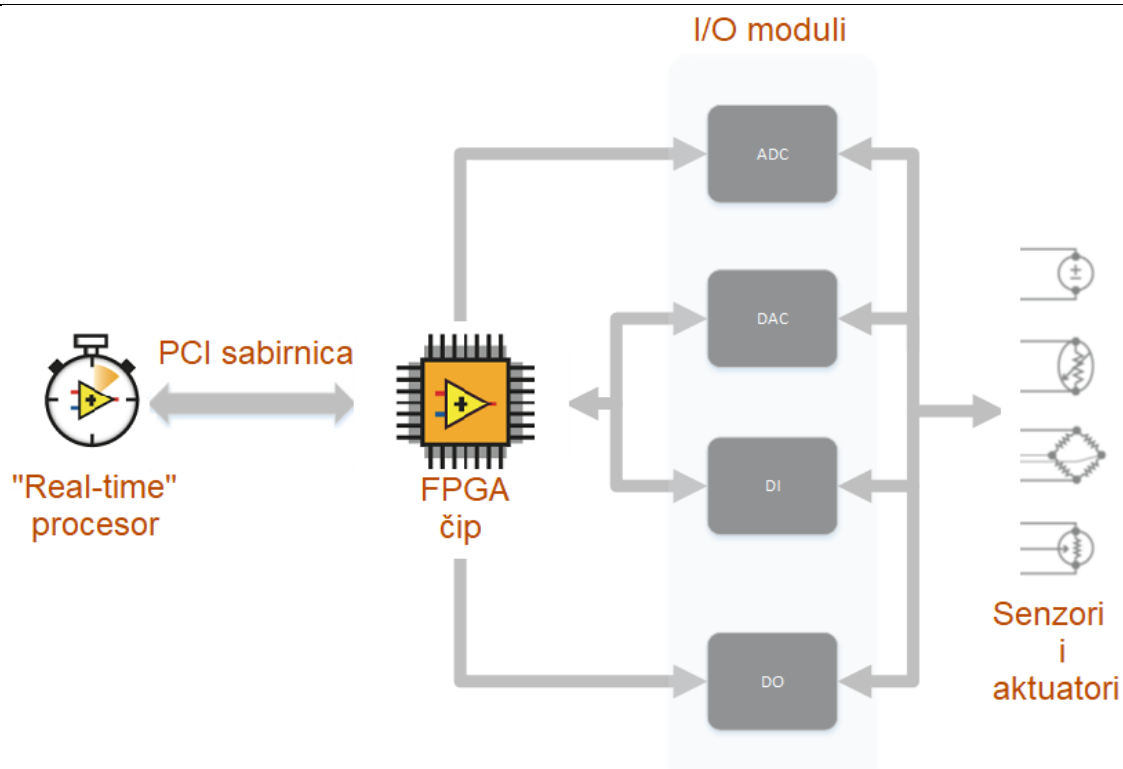 I/O moduli
ADC
DAC
PCI sabirnica
"Real-time"
procesor
FPGA
čip
DI
DO
Senzori
i
aktuatori